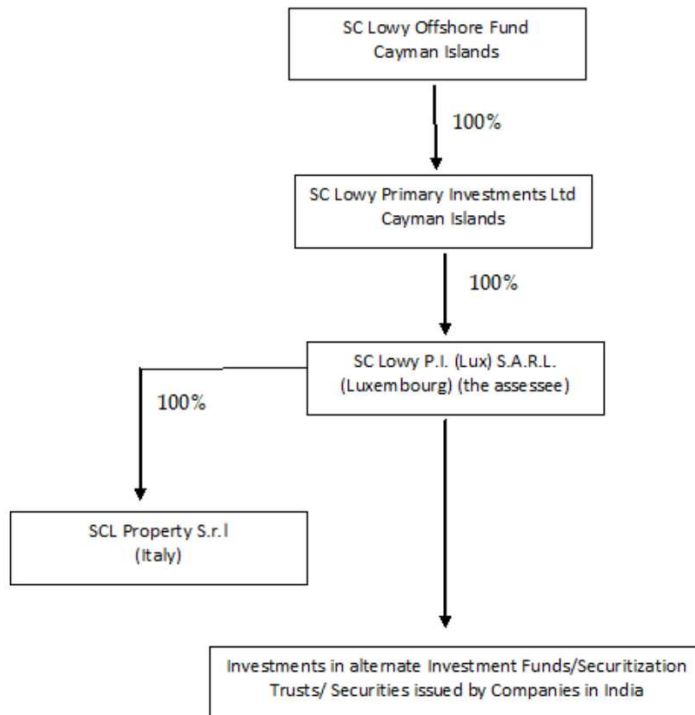 SC Lowy Offshore Fund
Cayman Islands
100%
SC Lowy Primary Investments Ltd
Cayman Islands
100%
SC Lowy P.I. (Lux) S.A.R.L.
(Luxembourg) (the assessee)
100%
SCL Property S.r.l
(Italy)
Investments in alternate Investment Funds/Securitization
Trusts/ Securities issued by Companies in India